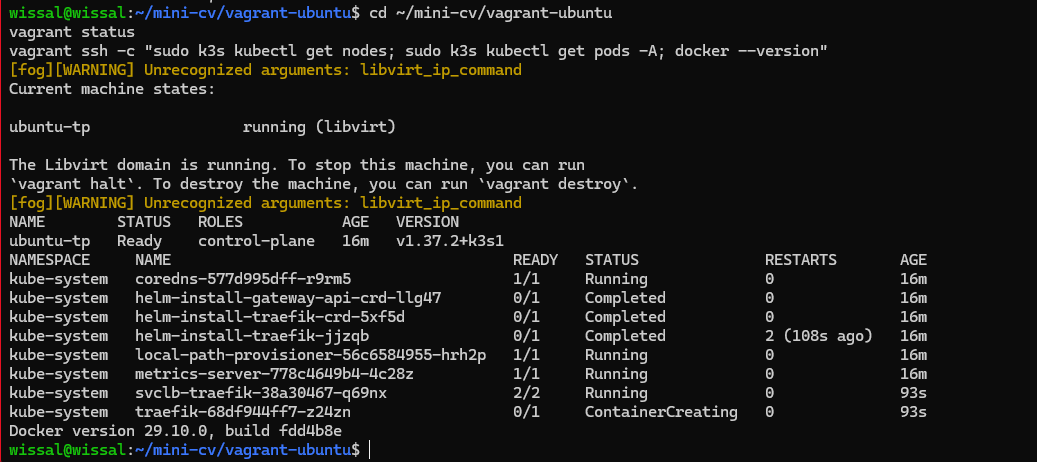 wissal@wissal:~/mini-cv/vagrant-ubuntu$ cd ~/mini-cv/vagrant-ubuntu
vagrant status
vagrant ssh -c "sudo k3s kubectl get nodes; sudo k3s kubectl get pods -A; docker --version"
[fog][WARNING] Unrecognized arguments: libvirt_ip_command
Current machine states:

ubuntu-tp                 running (libvirt)

The Libvirt domain is running. To stop this machine, you can run
`vagrant halt`. To destroy the machine, you can run `vagrant destroy`.
[fog][WARNING] Unrecognized arguments: libvirt_ip_command
NAME        STATUS   ROLES           AGE   VERSION
ubuntu-tp   Ready    control-plane   16m   v1.37.2+k3s1
NAMESPACE     NAME                                      READY   STATUS              RESTARTS       AGE
kube-system   coredns-577d995dff-r9rm5                  1/1     Running             0              16m
kube-system   helm-install-gateway-api-crd-llg47        0/1     Completed           0              16m
kube-system   helm-install-traefik-crd-5xf5d            0/1     Completed           0              16m
kube-system   helm-install-traefik-jjzqb                0/1     Completed           2 (108s ago)   16m
kube-system   local-path-provisioner-56c6584955-hrh2p   1/1     Running             0              16m
kube-system   metrics-server-778c4649b4-4c28z           1/1     Running             0              16m
kube-system   svclb-traefik-38a30467-q69nx              2/2     Running             0              93s
kube-system   traefik-68df944ff7-z24zn                  0/1     ContainerCreating   0              93s
Docker version 29.10.0, build fdd4b8e
wissal@wissal:~/mini-cv/vagrant-ubuntu$